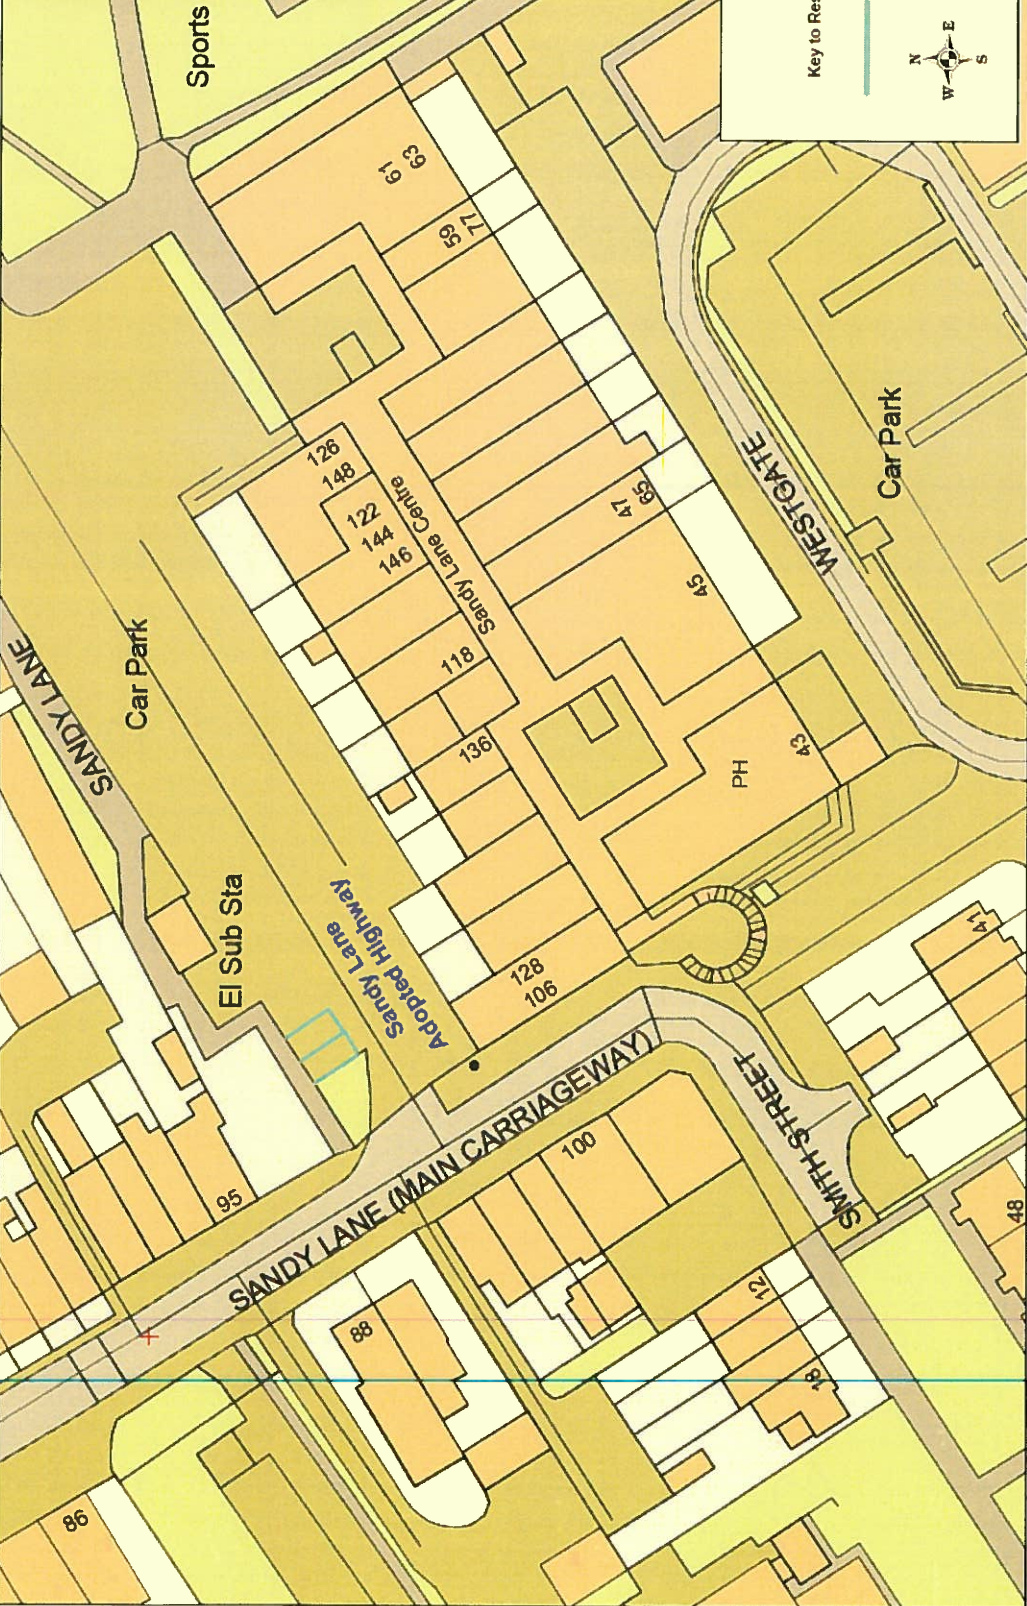 Sports
Key to Res
N
W E
S
61
63
59
77
SANDY LANE
Car Park
126
148
122
144
146
Sandy Lane Centre
47
65
45
WESTGATE
Car Park
118
136
PH
43
El Sub Sta
Sandy Lane
Adopted Highway
128
106
41
95
SANDY LANE (MAIN CARRIAGEWAY)
100
SMITH STREET
48
88
12
18
86